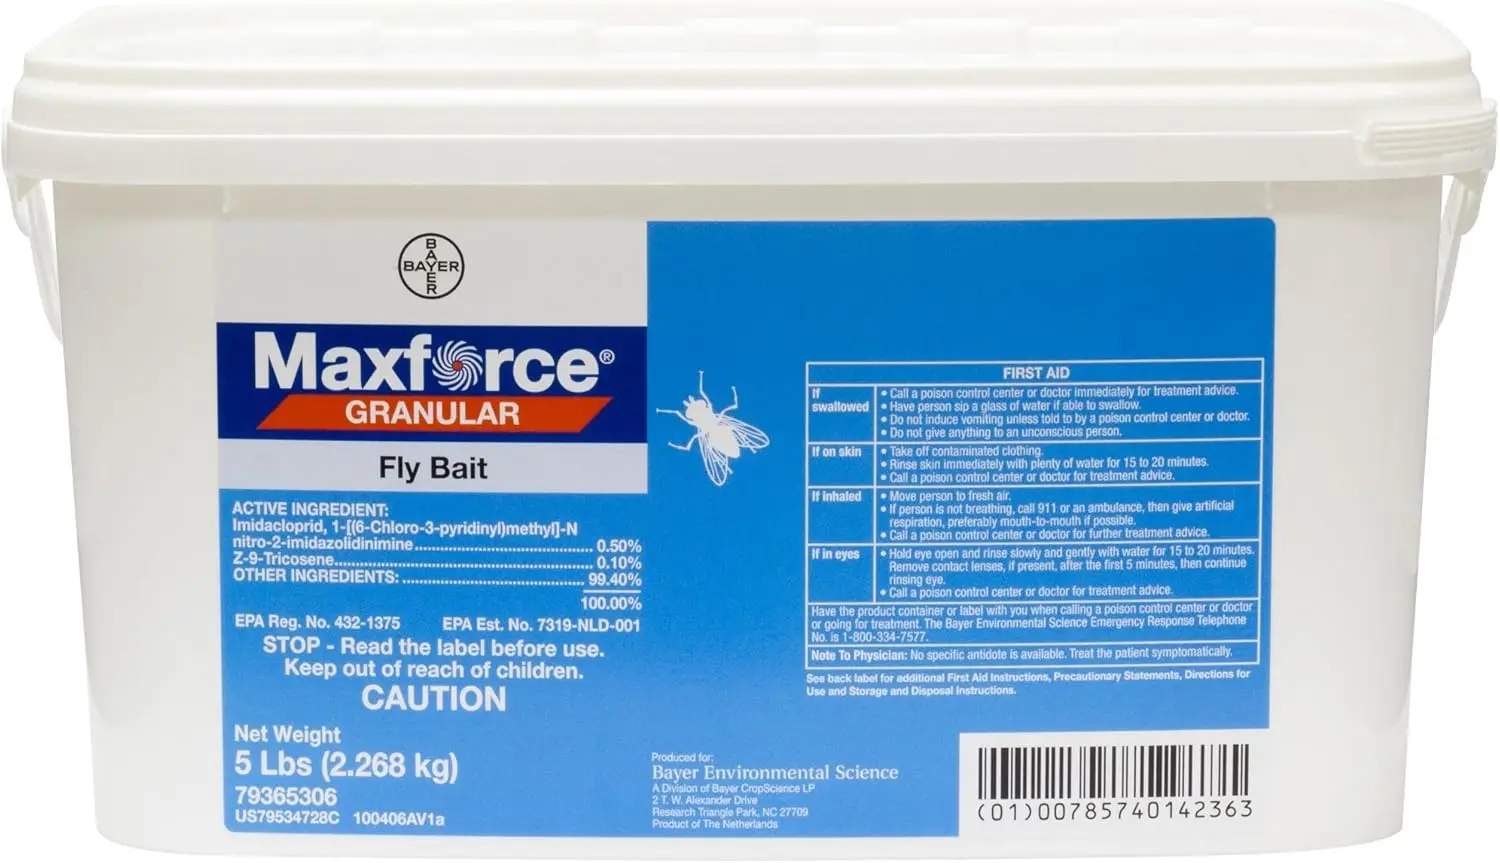 BAYER
BAYER
Maxforce®
GRANULAR
Fly Bait
ACTIVE INGREDIENT:
Imidacloprid, 1-[(6-Chloro-3-pyridinyl)methyl]-N
nitro-2-imidazolidinimine.......................................... 0.50%
Z-9-Tricosene............................................................ 0.10%
OTHER INGREDIENTS: .......................................... 99.40%
100.00%
EPA Reg. No. 432-1375 EPA Est. No. 7319-NLD-001
STOP - Read the label before use.
Keep out of reach of children.
CAUTION
Net Weight
5 Lbs (2.268 kg)
79365306
US79534728C 100406AV1a
Produced for:
Bayer Environmental Science
A Division of Bayer CropScience LP
2 T. W. Alexander Drive
Research Triangle Park, NC 27709
Product of The Netherlands
FIRST AID
If swallowed
• Call a poison control center or doctor immediately for treatment advice.
• Have person sip a glass of water if able to swallow.
• Do not induce vomiting unless told to by a poison control center or doctor.
• Do not give anything to an unconscious person.
If on skin
• Take off contaminated clothing.
• Rinse skin immediately with plenty of water for 15 to 20 minutes.
• Call a poison control center or doctor for treatment advice.
If inhaled
• Move person to fresh air.
• If person is not breathing, call 911 or an ambulance, then give artificial
respiration, preferably mouth-to-mouth if possible.
• Call a poison control center or doctor for further treatment advice.
If in eyes
• Hold eye open and rinse slowly and gently with water for 15 to 20 minutes.
Remove contact lenses, if present, after the first 5 minutes, then continue
rinsing eye.
• Call a poison control center or doctor for treatment advice.
Have the product container or label with you when calling a poison control center or doctor
or going for treatment. The Bayer Environmental Science Emergency Response Telephone
No. is 1-800-334-7577.
Note To Physician: No specific antidote is available. Treat the patient symptomatically.
See back label for additional First Aid Instructions, Precautionary Statements, Directions for
Use and Storage and Disposal Instructions.
(01)00785740142363